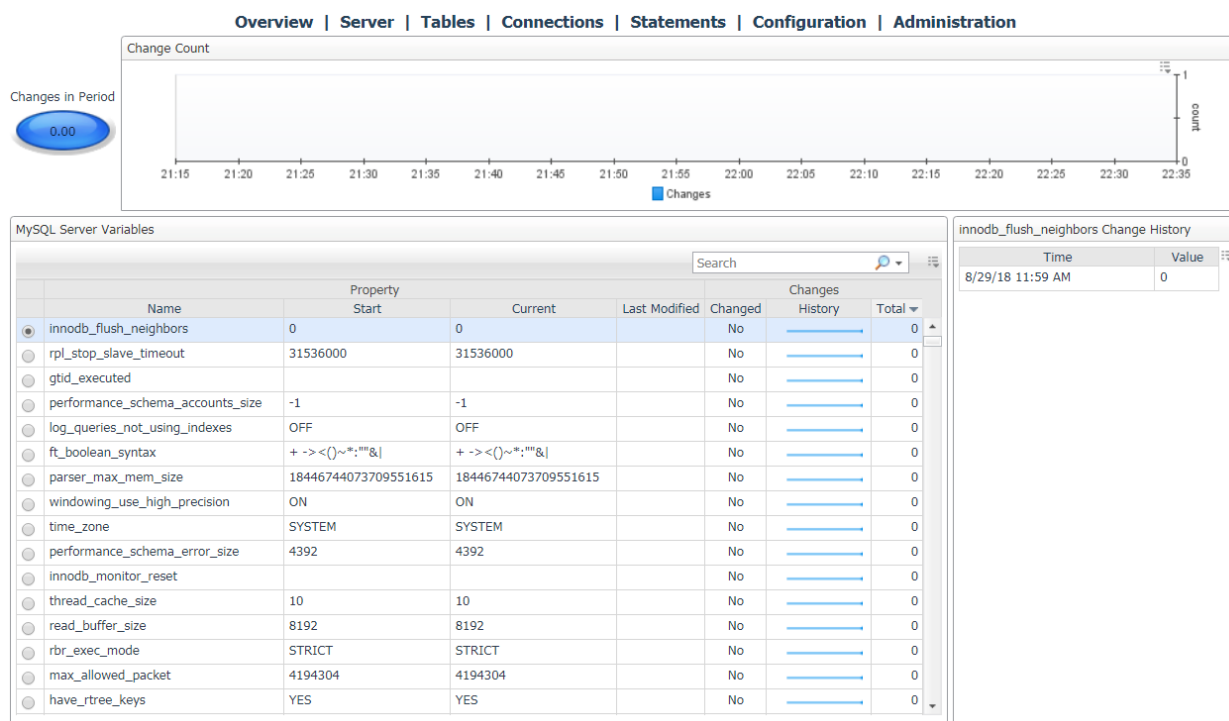 Overview | Server | Tables | Connections | Statements | Configuration | Administration
Change Count
Changes in Period
0.00
1
count
0
21:15 21:20 21:25 21:30 21:35 21:40 21:45 21:50 21:55 22:00 22:05 22:10 22:15 22:20 22:25 22:30 22:35
Changes
MySQL Server Variables
Search
Property Changes
Name Start Current Last Modified Changed History Total
innodb_flush_neighbors 0 0 No 0
rpl_stop_slave_timeout 31536000 31536000 No 0
gtid_executed No 0
performance_schema_accounts_size -1 -1 No 0
log_queries_not_using_indexes OFF OFF No 0
ft_boolean_syntax + -><()~*:""&| + -><()~*:""&| No 0
parser_max_mem_size 18446744073709551615 18446744073709551615 No 0
windowing_use_high_precision ON ON No 0
time_zone SYSTEM SYSTEM No 0
performance_schema_error_size 4392 4392 No 0
innodb_monitor_reset No 0
thread_cache_size 10 10 No 0
read_buffer_size 8192 8192 No 0
rbr_exec_mode STRICT STRICT No 0
max_allowed_packet 4194304 4194304 No 0
have_rtree_keys YES YES No 0
innodb_flush_neighbors Change History
Time Value
8/29/18 11:59 AM 0